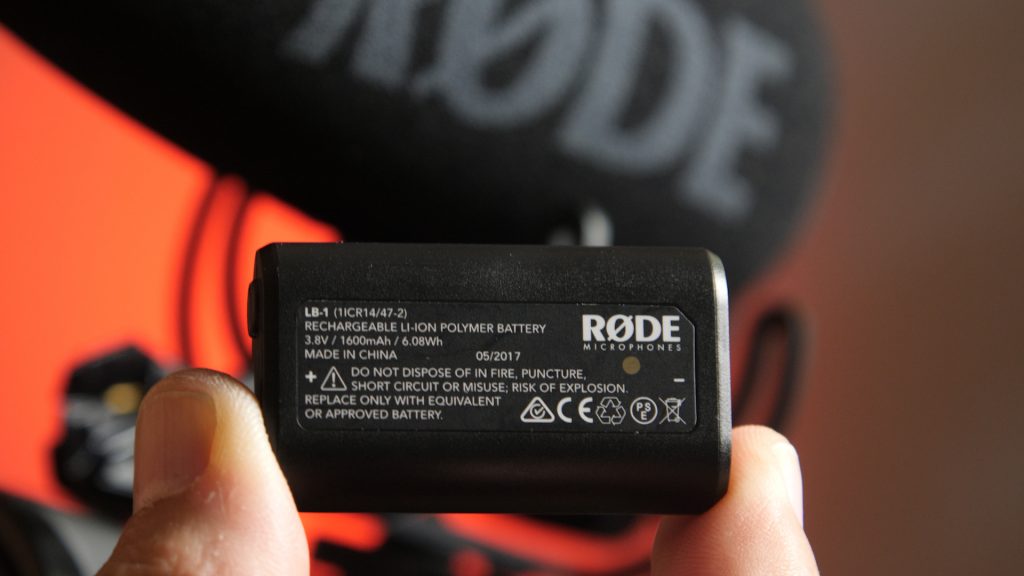 RØDE
LB-1 (1ICR14/47-2)
RECHARGEABLE LI-ION POLYMER BATTERY
3.8V / 1600mAh / 6.08Wh
MADE IN CHINA 05/2017
RØDE
MICROPHONES
+ DO NOT DISPOSE OF IN FIRE, PUNCTURE, –
SHORT CIRCUIT OR MISUSE; RISK OF EXPLOSION.
REPLACE ONLY WITH EQUIVALENT
OR APPROVED BATTERY.
CE PSE